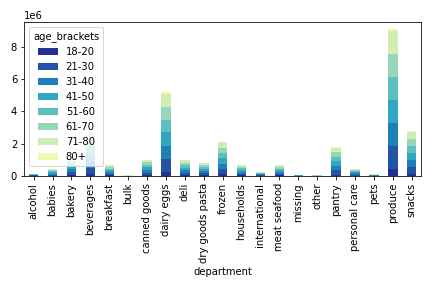 1e6
8
6
4
2
0
age_brackets
18-20
21-30
31-40
41-50
51-60
61-70
71-80
80+
alcohol
babies
bakery
beverages
breakfast
bulk
canned goods
dairy eggs
deli
dry goods pasta
frozen
households
international
meat seafood
missing
other
pantry
personal care
pets
produce
snacks
department